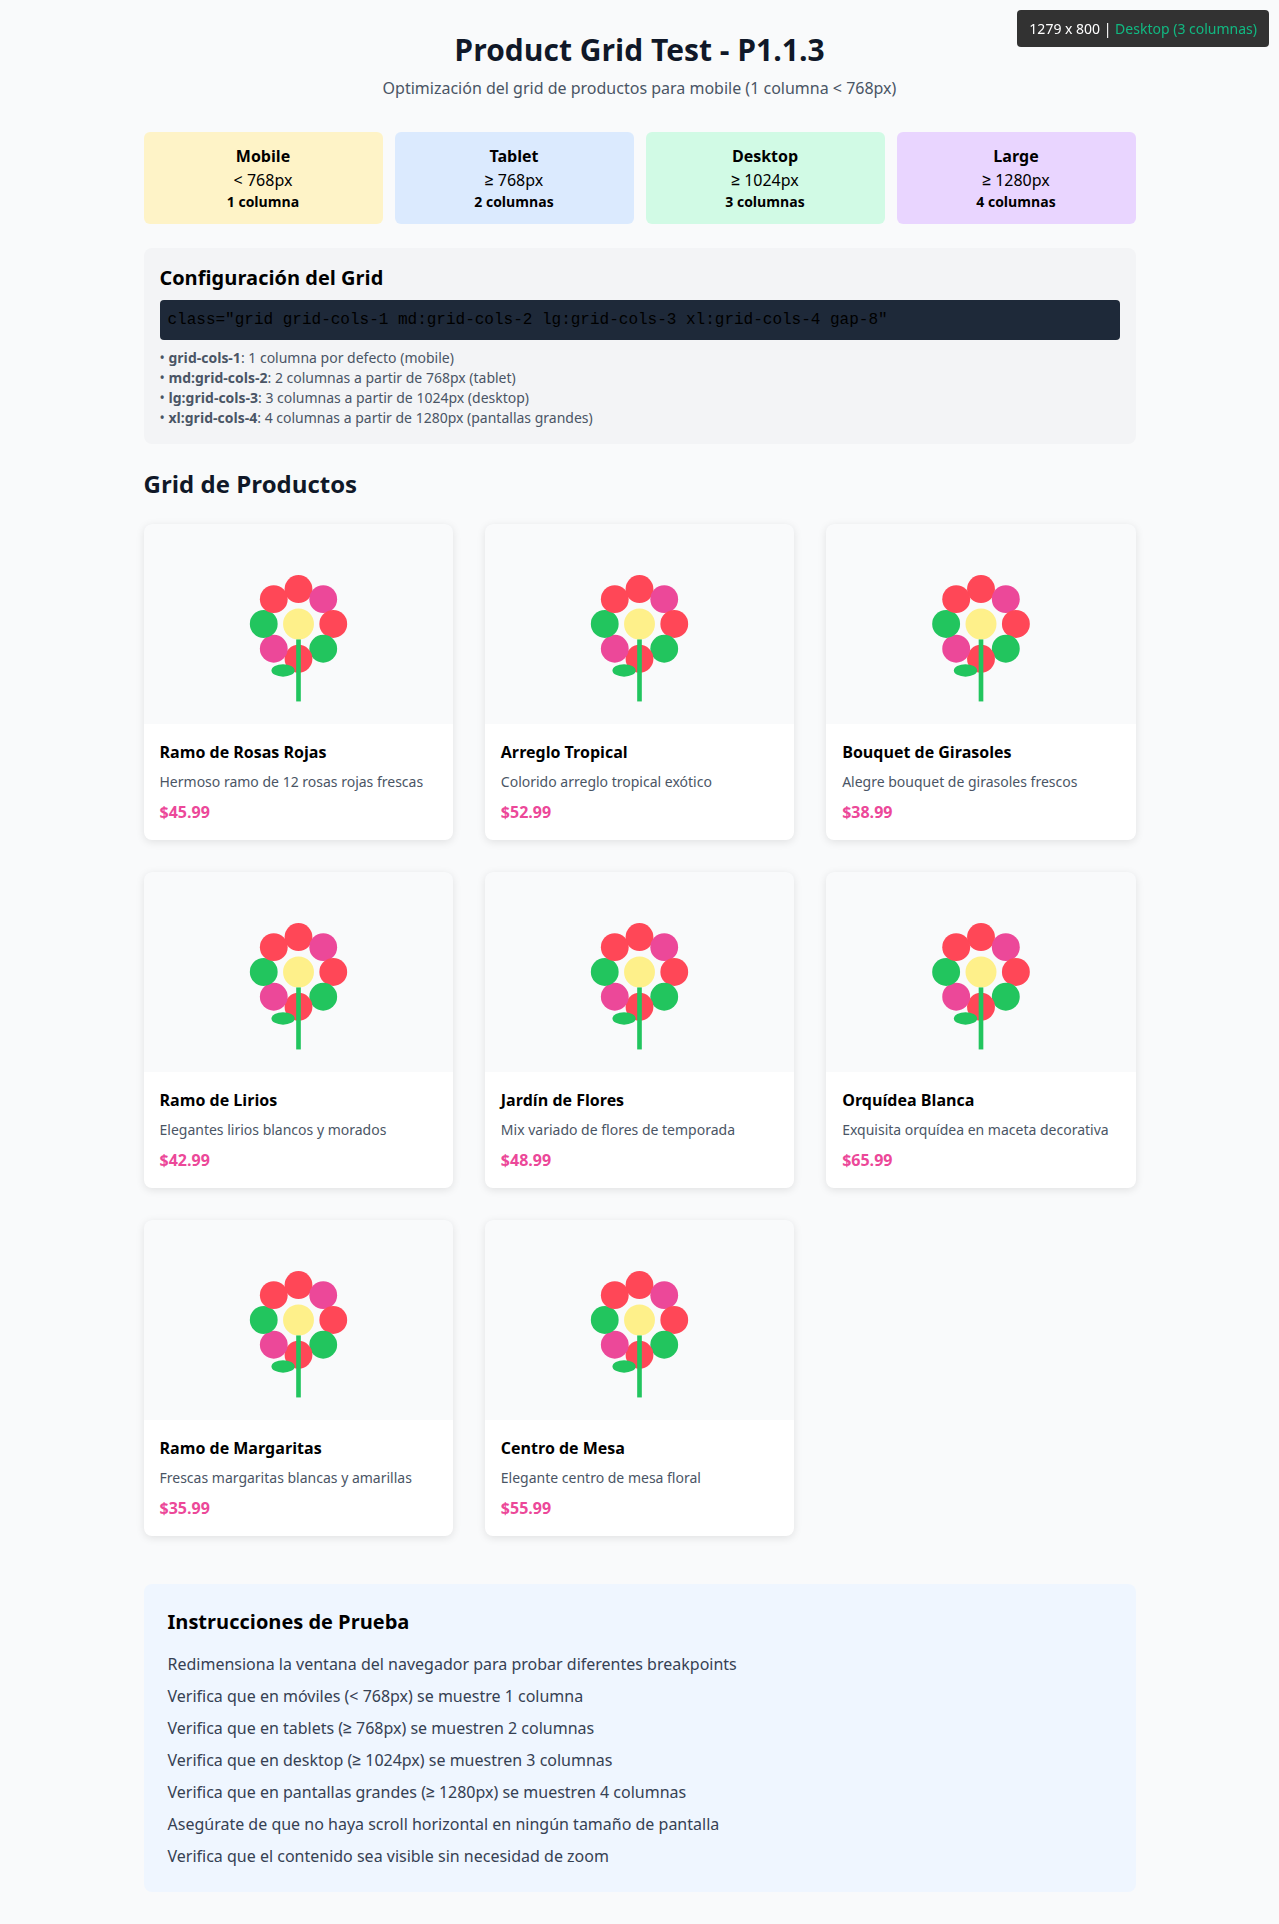 1279 x 800 | Desktop (3 columnas)
Product Grid Test - P1.1.3
Optimización del grid de productos para mobile (1 columna < 768px)
Mobile
< 768px
1 columna
Tablet
≥ 768px
2 columnas
Desktop
≥ 1024px
3 columnas
Large
≥ 1280px
4 columnas
Configuración del Grid
class="grid grid-cols-1 md:grid-cols-2 lg:grid-cols-3 xl:grid-cols-4 gap-8"
• grid-cols-1: 1 columna por defecto (mobile)
• md:grid-cols-2: 2 columnas a partir de 768px (tablet)
• lg:grid-cols-3: 3 columnas a partir de 1024px (desktop)
• xl:grid-cols-4: 4 columnas a partir de 1280px (pantallas grandes)
Grid de Productos
Ramo de Rosas Rojas
Hermoso ramo de 12 rosas rojas frescas
$45.99
Arreglo Tropical
Colorido arreglo tropical exótico
$52.99
Bouquet de Girasoles
Alegre bouquet de girasoles frescos
$38.99
Ramo de Lirios
Elegantes lirios blancos y morados
$42.99
Jardín de Flores
Mix variado de flores de temporada
$48.99
Orquídea Blanca
Exquisita orquídea en maceta decorativa
$65.99
Ramo de Margaritas
Frescas margaritas blancas y amarillas
$35.99
Centro de Mesa
Elegante centro de mesa floral
$55.99
Instrucciones de Prueba
Redimensiona la ventana del navegador para probar diferentes breakpoints
Verifica que en móviles (< 768px) se muestre 1 columna
Verifica que en tablets (≥ 768px) se muestren 2 columnas
Verifica que en desktop (≥ 1024px) se muestren 3 columnas
Verifica que en pantallas grandes (≥ 1280px) se muestren 4 columnas
Asegúrate de que no haya scroll horizontal en ningún tamaño de pantalla
Verifica que el contenido sea visible sin necesidad de zoom